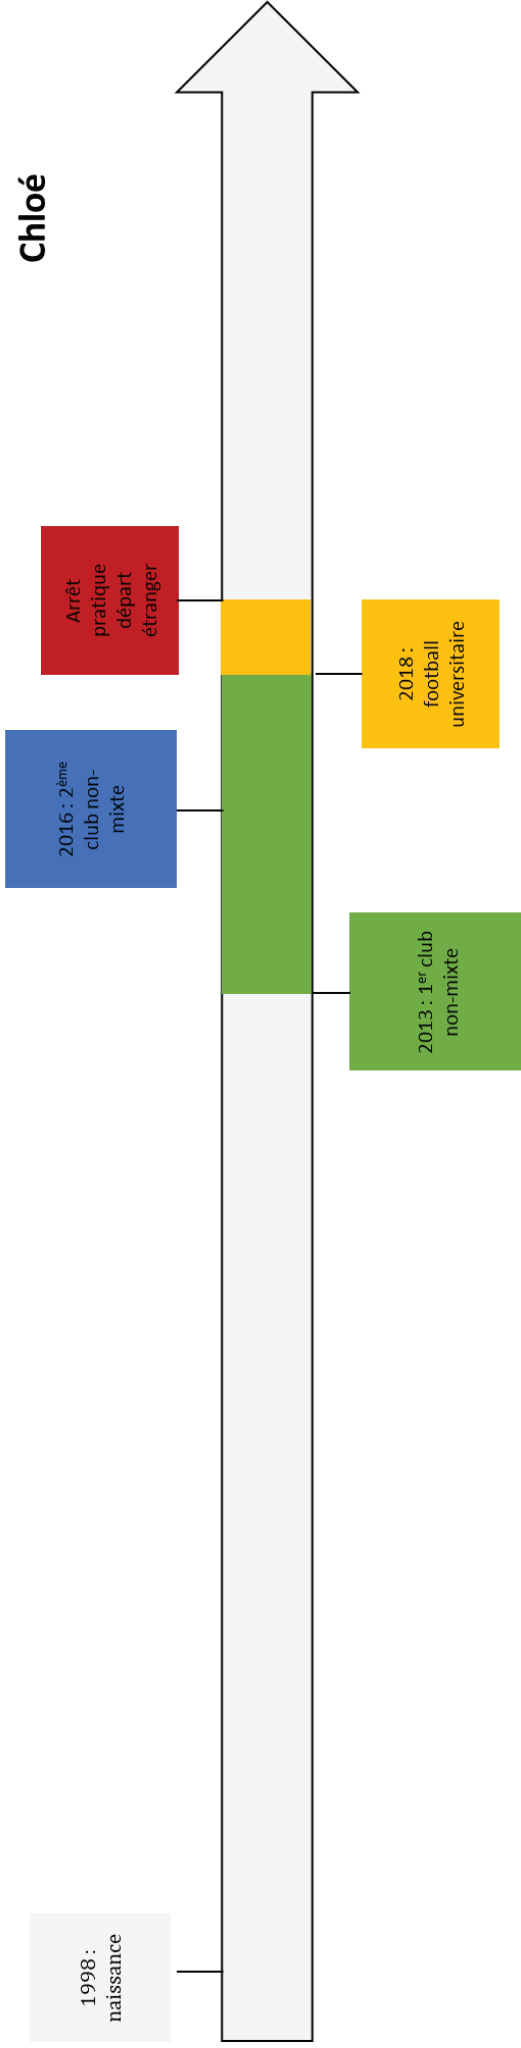 Chloé
1998 :
naissance
2013 : 1er club
non-mixte
2016 : 2ème
club non-
mixte
2018 :
football
universitaire
Arrêt
pratique
départ
étranger